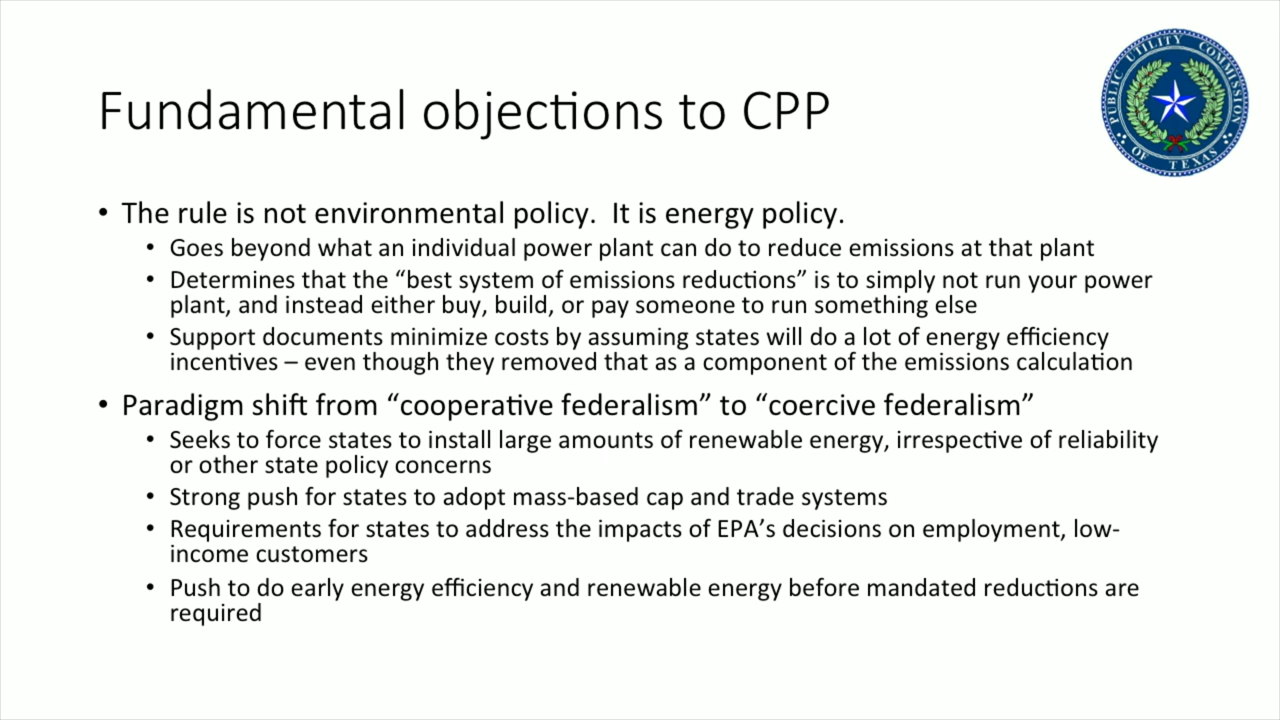 Fundamental objections to CPP
PUBLIC UTILITY COMMISSION
OF TEXAS
• The rule is not environmental policy.  It is energy policy.
• Goes beyond what an individual power plant can do to reduce emissions at that plant
• Determines that the “best system of emissions reductions” is to simply not run your power
plant, and instead either buy, build, or pay someone to run something else
• Support documents minimize costs by assuming states will do a lot of energy efficiency
incentives – even though they removed that as a component of the emissions calculation
• Paradigm shift from “cooperative federalism” to “coercive federalism”
• Seeks to force states to install large amounts of renewable energy, irrespective of reliability
or other state policy concerns
• Strong push for states to adopt mass-based cap and trade systems
• Requirements for states to address the impacts of EPA’s decisions on employment, low-
income customers
• Push to do early energy efficiency and renewable energy before mandated reductions are
required